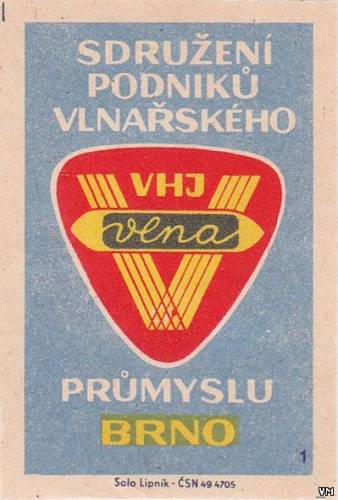 SDRUŽENÍ
PODNIKŮ
VLNAŘSKÉHO
VHJ
vlna
PRŮMYSLU
BRNO
1
Solo Lipník - ČSN 49 4705
VM